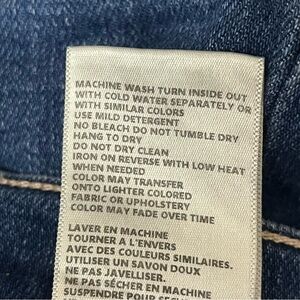 MACHINE WASH TURN INSIDE OUT
WITH COLD WATER SEPARATELY OR
WITH SIMILAR COLORS
USE MILD DETERGENT
NO BLEACH DO NOT TUMBLE DRY
HANG TO DRY
DO NOT DRY CLEAN
IRON ON REVERSE WITH LOW HEAT
WHEN NEEDED
COLOR MAY TRANSFER
ONTO LIGHTER COLORED
FABRIC OR UPHOLSTERY
COLOR MAY FADE OVER TIME
LAVER EN MACHINE
TOURNER A L'ENVERS
AVEC DES COULEURS SIMILAIRES.
UTILISER UN SAVON DOUX
NE PAS JAVELLISER.
NE PAS SÉCHER EN MACHINE
SUSPENDRE POUR SÉCHER